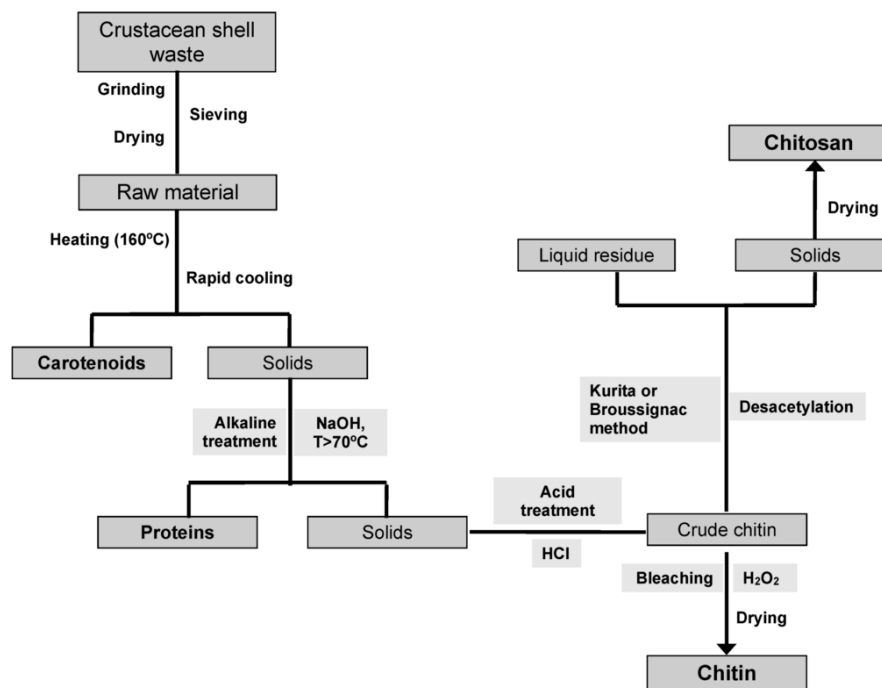 Crustacean shell
waste
Grinding
Sieving
Drying
Raw material
Heating (160ºC)
Rapid cooling
Carotenoids
Solids
Alkaline
treatment
NaOH,
T>70ºC
Proteins
Solids
Acid
treatment
HCl
Crude chitin
Kurita or
Broussignac
method
Desacetylation
Liquid residue
Solids
Drying
Chitosan
Bleaching
H₂O₂
Drying
Chitin